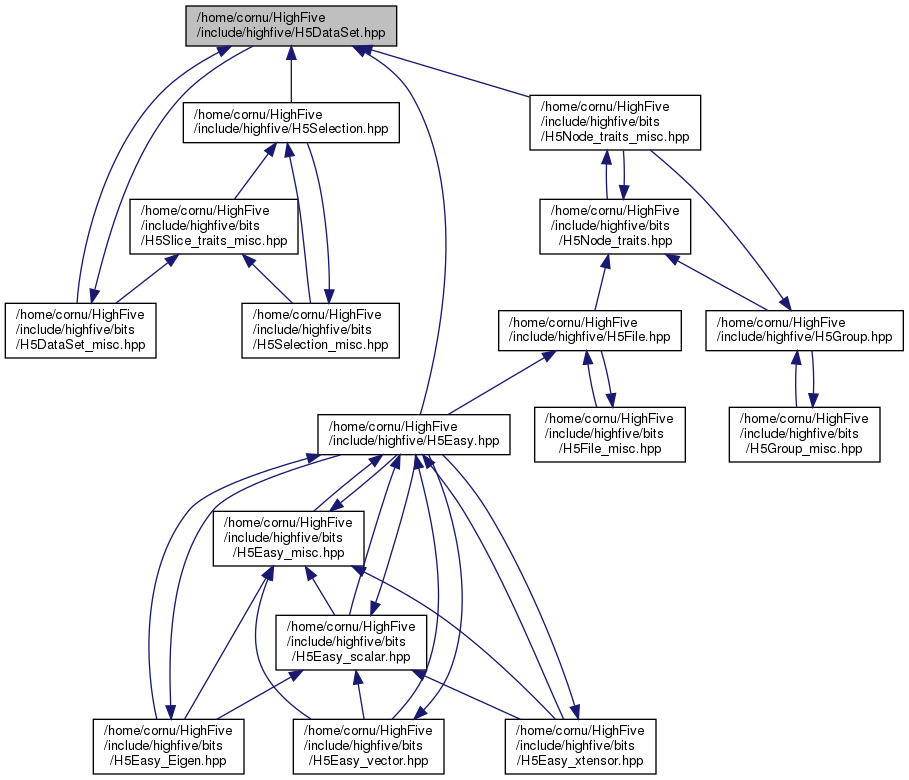 /home/cornu/HighFive
/include/highfive/H5DataSet.hpp
/home/cornu/HighFive
/include/highfive/H5Selection.hpp
/home/cornu/HighFive
/include/highfive/bits
/H5Node_traits_misc.hpp
/home/cornu/HighFive
/include/highfive/bits
/H5Slice_traits_misc.hpp
/home/cornu/HighFive
/include/highfive/bits
/H5Node_traits.hpp
/home/cornu/HighFive
/include/highfive/bits
/H5DataSet_misc.hpp
/home/cornu/HighFive
/include/highfive/bits
/H5Selection_misc.hpp
/home/cornu/HighFive
/include/highfive/H5File.hpp
/home/cornu/HighFive
/include/highfive/H5Group.hpp
/home/cornu/HighFive
/include/highfive/H5Easy.hpp
/home/cornu/HighFive
/include/highfive/bits
/H5File_misc.hpp
/home/cornu/HighFive
/include/highfive/bits
/H5Group_misc.hpp
/home/cornu/HighFive
/include/highfive/bits
/H5Easy_misc.hpp
/home/cornu/HighFive
/include/highfive/bits
/H5Easy_scalar.hpp
/home/cornu/HighFive
/include/highfive/bits
/H5Easy_Eigen.hpp
/home/cornu/HighFive
/include/highfive/bits
/H5Easy_vector.hpp
/home/cornu/HighFive
/include/highfive/bits
/H5Easy_xtensor.hpp